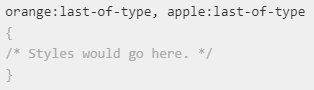 orange:last-of-type, apple:last-of-type
{
/* Styles would go here. */
}